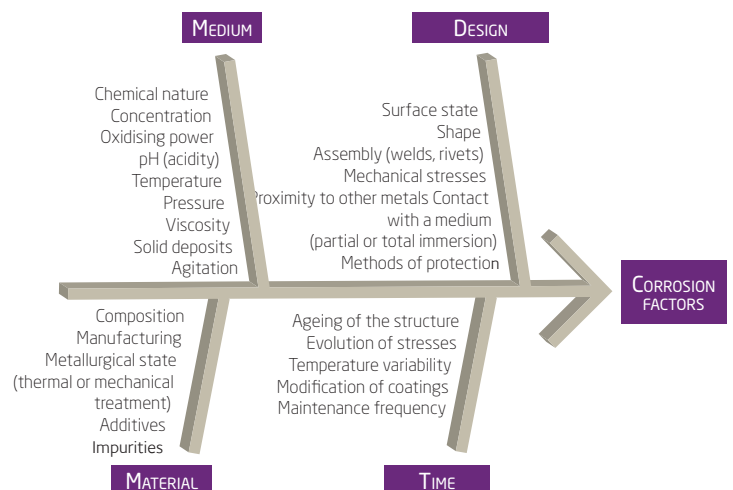 MEDIUM
DESIGN
Chemical nature
Concentration
Oxidising power
pH (acidity)
Temperature
Pressure
Viscosity
Solid deposits
Agitation
Surface state
Shape
Assembly (welds, rivets)
Mechanical stresses
Proximity to other metals Contact
with a medium
(partial or total immersion)
Methods of protection
CORROSION
FACTORS
Composition
Manufacturing
Metallurgical state
(thermal or mechanical
treatment)
Additives
Impurities
Ageing of the structure
Evolution of stresses
Temperature variability
Modification of coatings
Maintenance frequency
MATERIAL
TIME